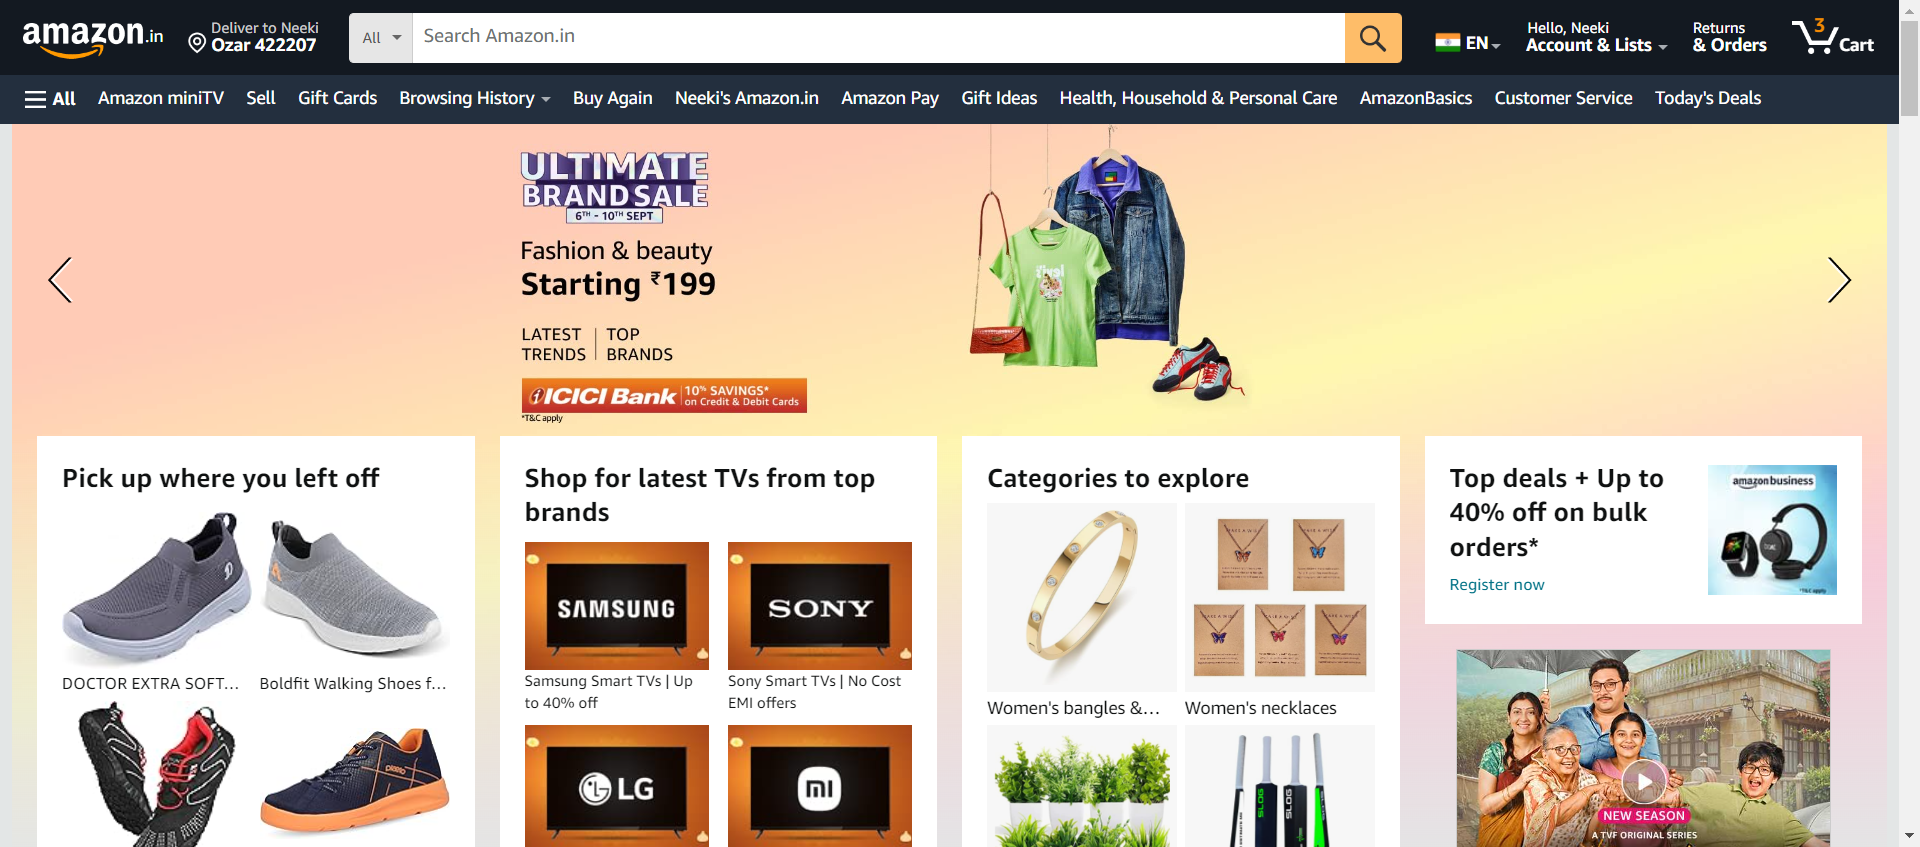 amazon.in
Deliver to Neeki
Ozar 422207
All
Search Amazon.in
EN
Hello, Neeki
Account & Lists
Returns
& Orders
3
Cart
All
Amazon miniTV
Sell
Gift Cards
Browsing History
Buy Again
Neeki's Amazon.in
Amazon Pay
Gift Ideas
Health, Household & Personal Care
AmazonBasics
Customer Service
Today's Deals
ULTIMATE
BRAND SALE
6TH - 10TH SEPT
Fashion & beauty
Starting ₹199
LATEST
TRENDS
TOP
BRANDS
ICICI Bank
10% SAVINGS*
on Credit & Debit Cards
*T&C apply
Pick up where you left off
DOCTOR EXTRA SOFT...
Boldfit Walking Shoes f...
Shop for latest TVs from top
brands
SAMSUNG
SONY
Samsung Smart TVs | Up
to 40% off
Sony Smart TVs | No Cost
EMI offers
LG
mi
Categories to explore
MAKE A WISH
Women's bangles &...
Women's necklaces
SLOG
SLOG
Top deals + Up to
40% off on bulk
orders*
Register now
amazonbusiness
*T&C apply
NEW SEASON
A TVF ORIGINAL SERIES